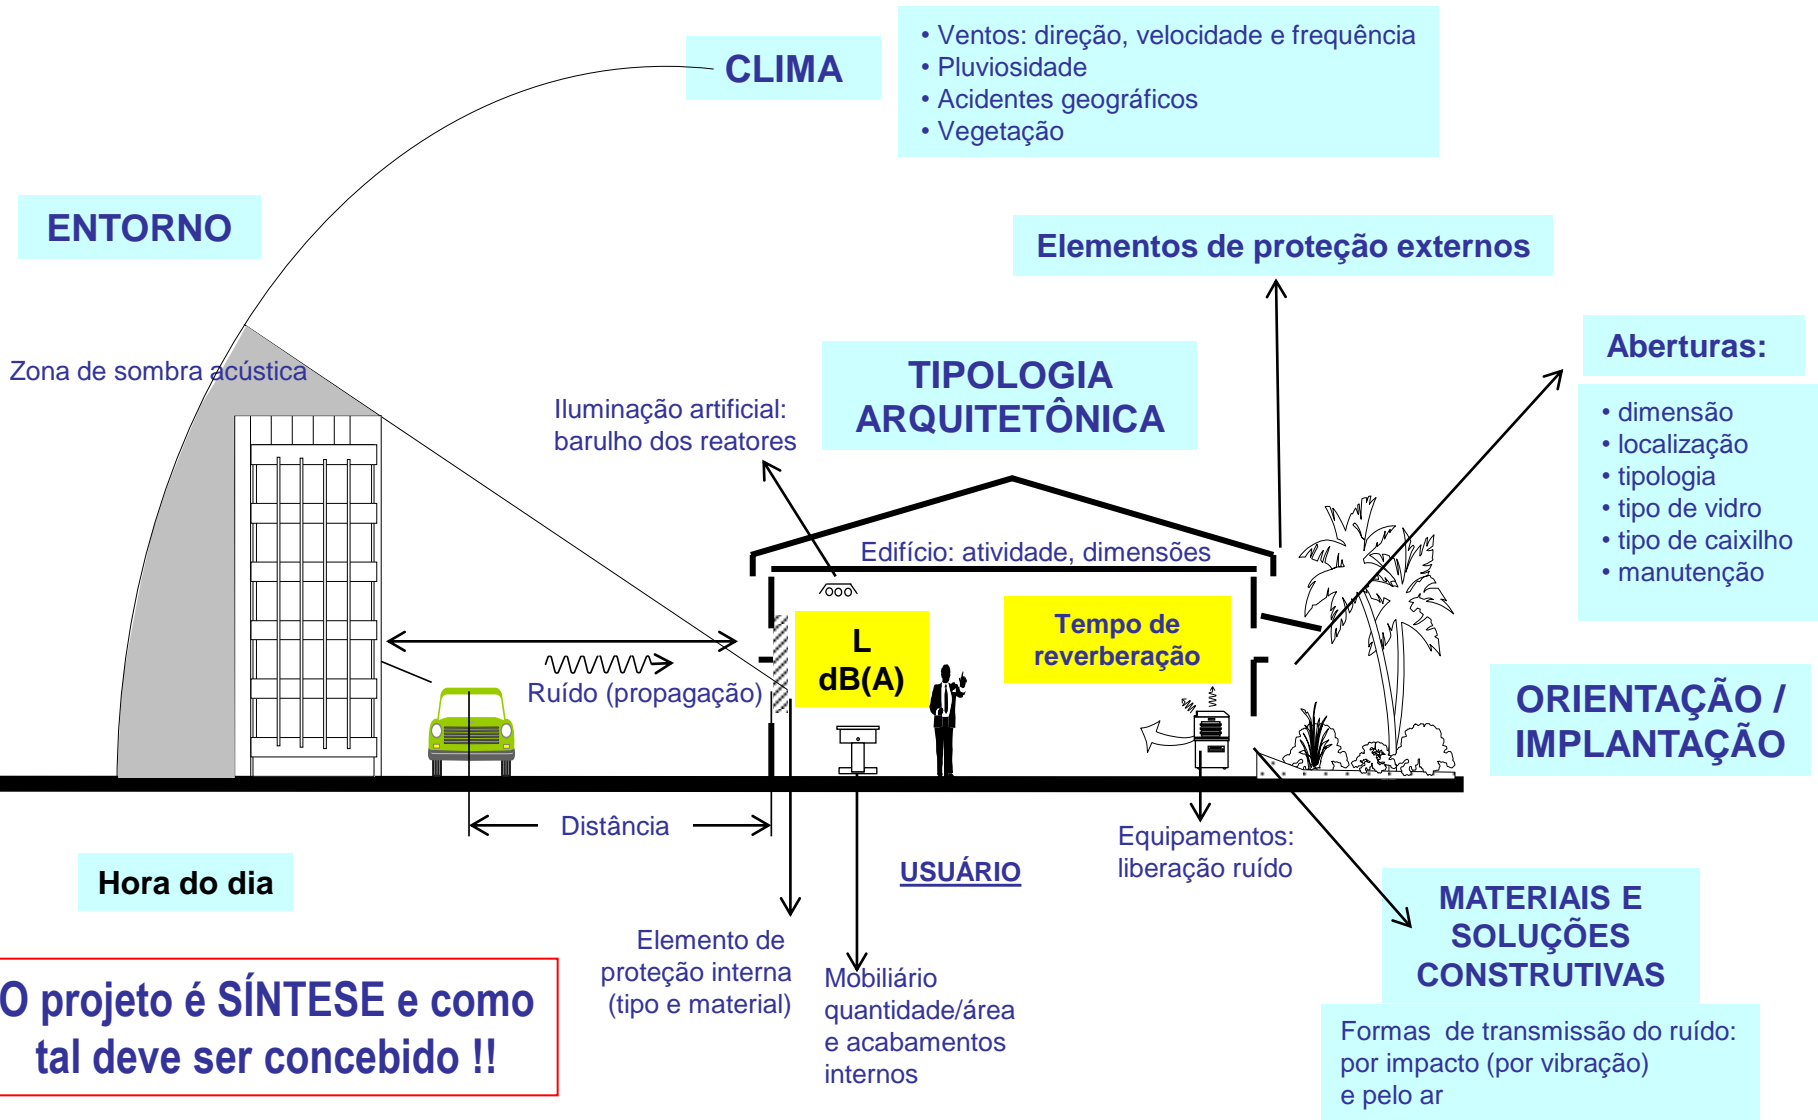 CLIMA
• Ventos: direção, velocidade e frequência
• Pluviosidade
• Acidentes geográficos
• Vegetação
ENTORNO
Elementos de proteção externos
Zona de sombra acústica
TIPOLOGIA
ARQUITETÔNICA
Aberturas:
• dimensão
• localização
• tipologia
• tipo de vidro
• tipo de caixilho
• manutenção
Iluminação artificial:
barulho dos reatores
Edifício: atividade, dimensões
L
dB(A)
Tempo de
reverberação
Ruído (propagação)
ORIENTAÇÃO /
IMPLANTAÇÃO
Distância
Equipamentos:
liberação ruído
Hora do dia
USUÁRIO
MATERIAIS E
SOLUÇÕES
CONSTRUTIVAS
Elemento de
proteção interna
(tipo e material)
Mobiliário
quantidade/área
e acabamentos
internos
O projeto é SÍNTESE e como
tal deve ser concebido !!
Formas de transmissão do ruído:
por impacto (por vibração)
e pelo ar